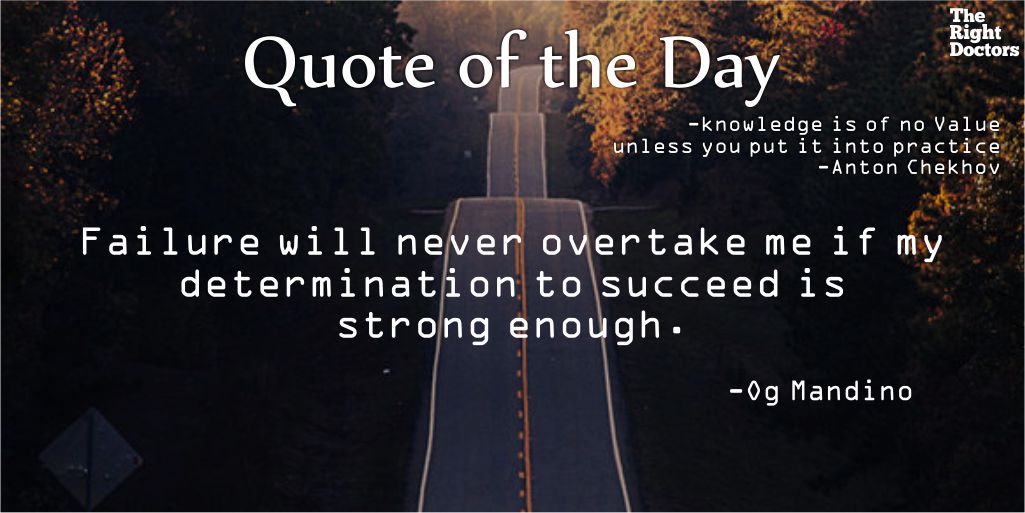 The
Right
Doctors
Quote of the Day
-knowledge is of no Value
unless you put it into practice
-Anton Chekhov
Failure will never overtake me if my
determination to succeed is
strong enough.
-Og Mandino